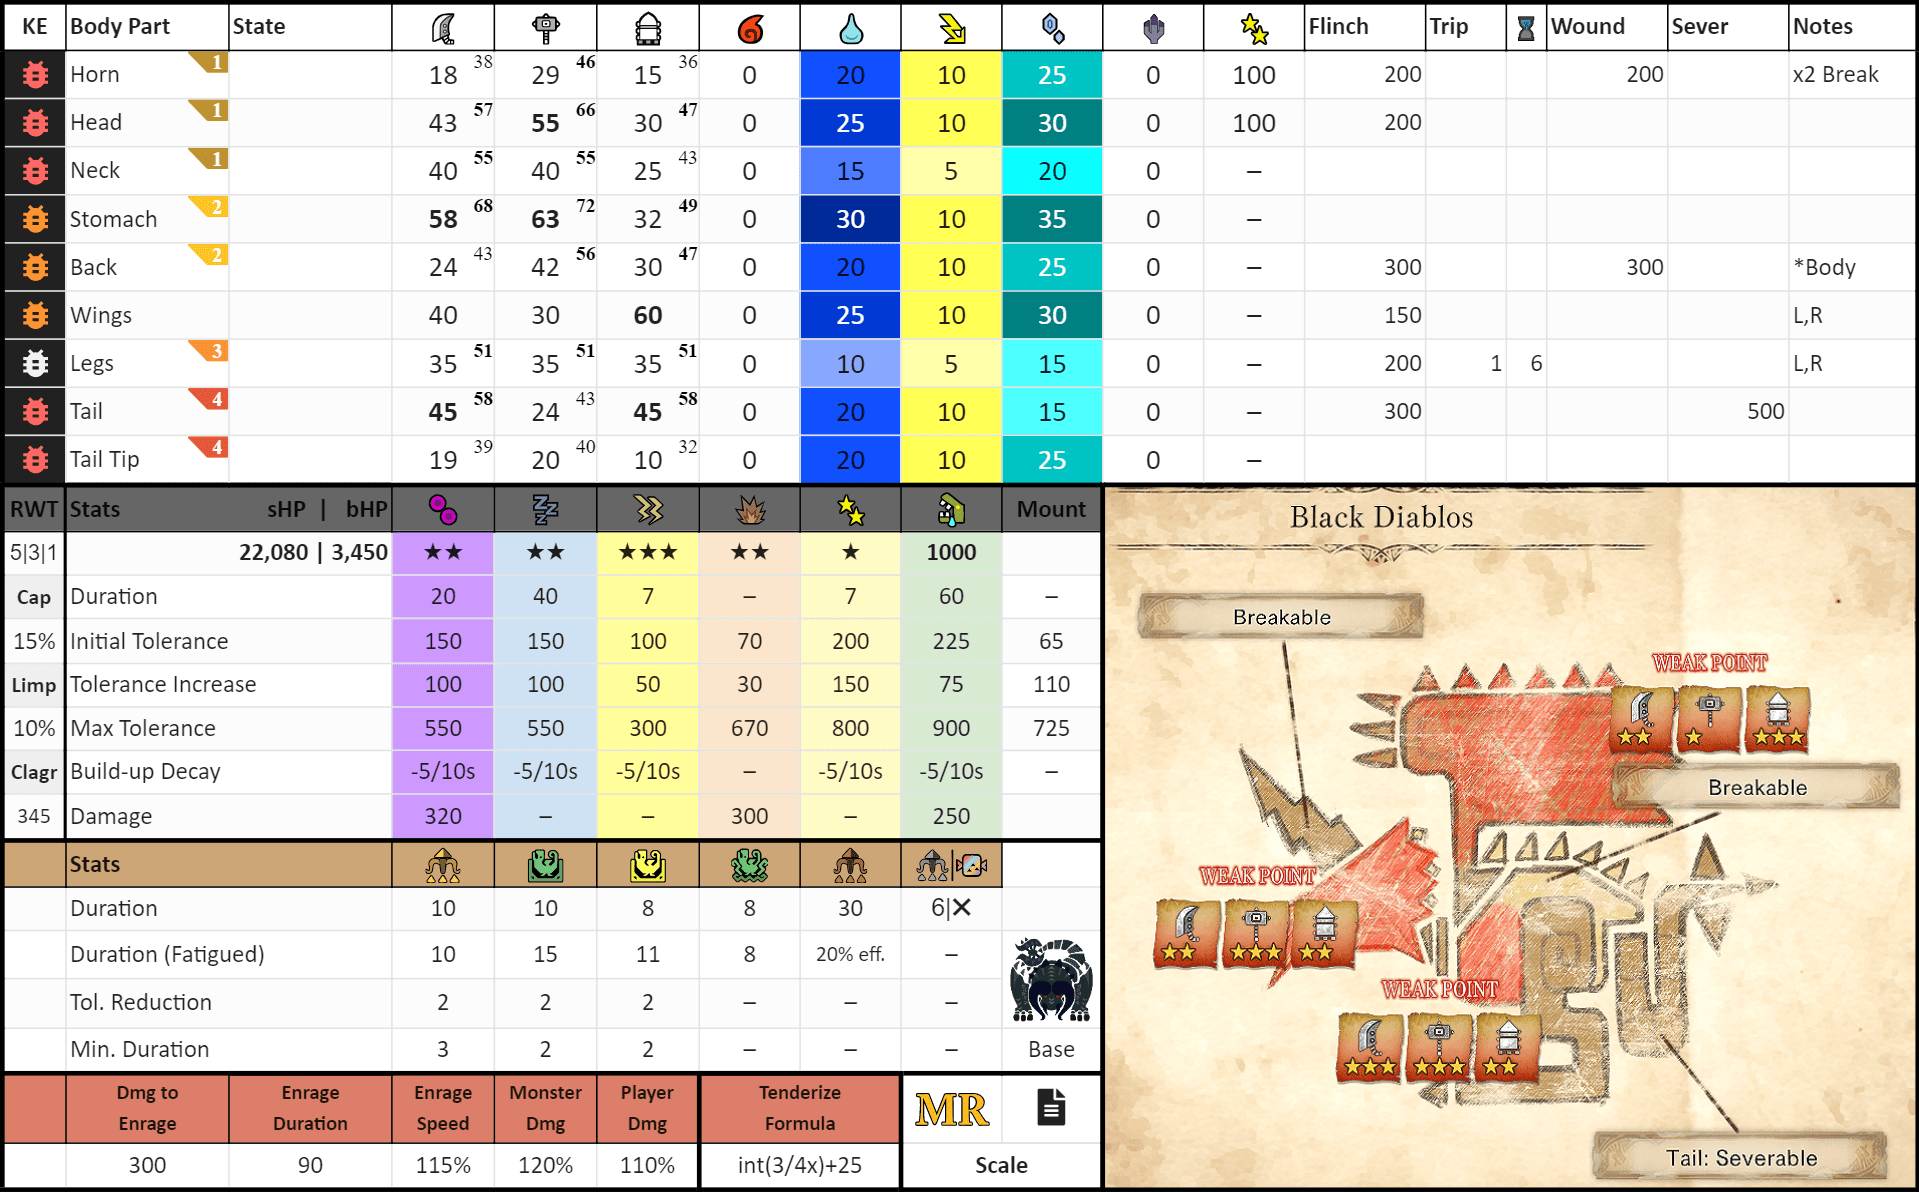 KE Body Part State Flinch Trip Wound Sever Notes
Horn 1 18 38 29 46 15 36 0 20 10 25 0 100 200 200 x2 Break
Head 1 43 57 55 66 30 47 0 25 10 30 0 100 200
Neck 1 40 55 40 55 25 43 0 15 5 20 0 –
Stomach 2 58 68 63 72 32 49 0 30 10 35 0 –
Back 2 24 43 42 56 30 47 0 20 10 25 0 – 300 300 *Body
Wings 40 30 60 0 25 10 30 0 – 150 L,R
Legs 3 35 51 35 51 35 51 0 10 5 15 0 – 200 1 6 L,R
Tail 4 45 58 24 43 45 58 0 20 10 15 0 – 300 500
Tail Tip 4 19 39 20 40 10 32 0 20 10 25 0 –
RWT Stats sHP | bHP Mount
5|3|1 22,080 | 3,450 ★★ ★★ ★★★ ★★ ★ 1000
Cap Duration 20 40 7 – 7 60 –
15% Initial Tolerance 150 150 100 70 200 225 65
Limp Tolerance Increase 100 100 50 30 150 75 110
10% Max Tolerance 550 550 300 670 800 900 725
Clagr Build-up Decay -5/10s -5/10s -5/10s – -5/10s -5/10s –
345 Damage 320 – – 300 – 250
Stats
Duration 10 10 8 8 30 6|✕
Duration (Fatigued) 10 15 11 8 20% eff. –
Tol. Reduction 2 2 2 – – –
Min. Duration 3 2 2 – – – Base
Dmg to Enrage Enrage Duration Enrage Speed Monster Dmg Player Dmg Tenderize Formula MR
300 90 115% 120% 110% int(3/4x)+25 Scale
Black Diablos
Breakable
WEAK POINT
Breakable
WEAK POINT
WEAK POINT
Tail: Severable